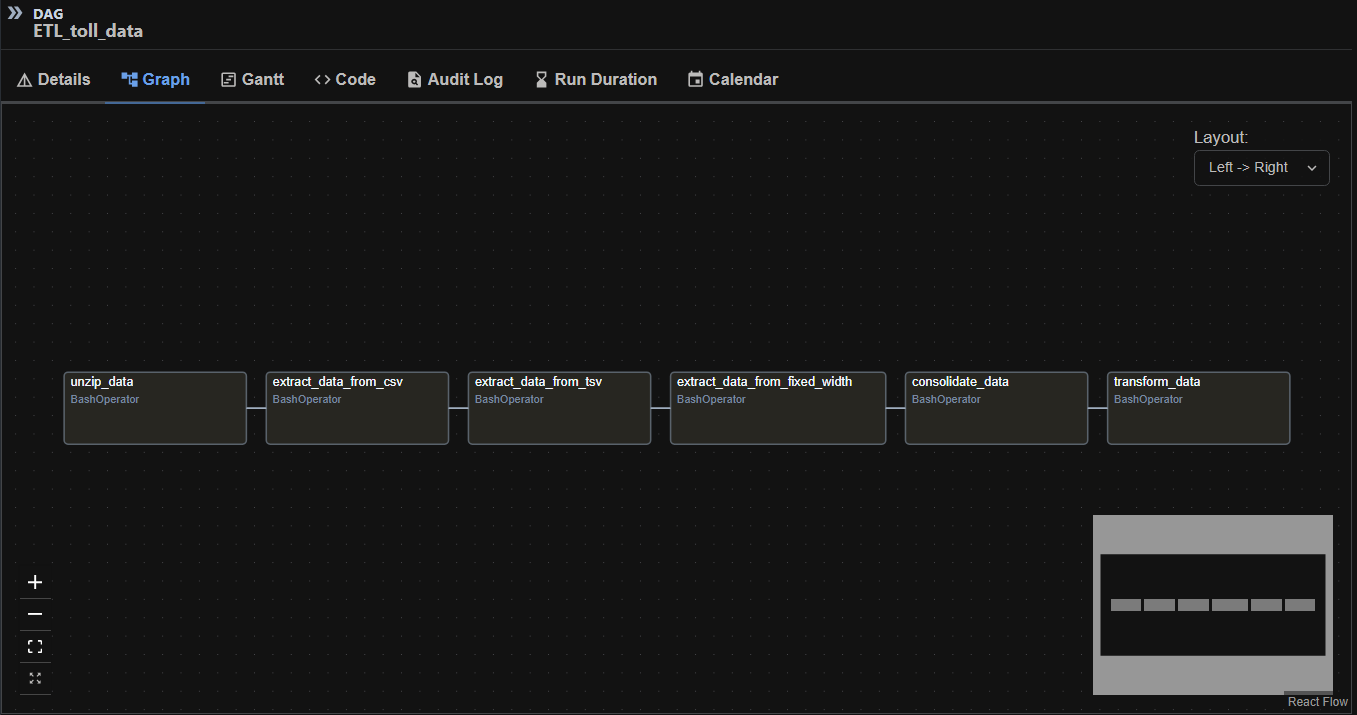 DAG
ETL_toll_data
Details
Graph
Gantt
Code
Audit Log
Run Duration
Calendar
Layout:
Left -> Right
unzip_data
BashOperator
extract_data_from_csv
BashOperator
extract_data_from_tsv
BashOperator
extract_data_from_fixed_width
BashOperator
consolidate_data
BashOperator
transform_data
BashOperator
React Flow